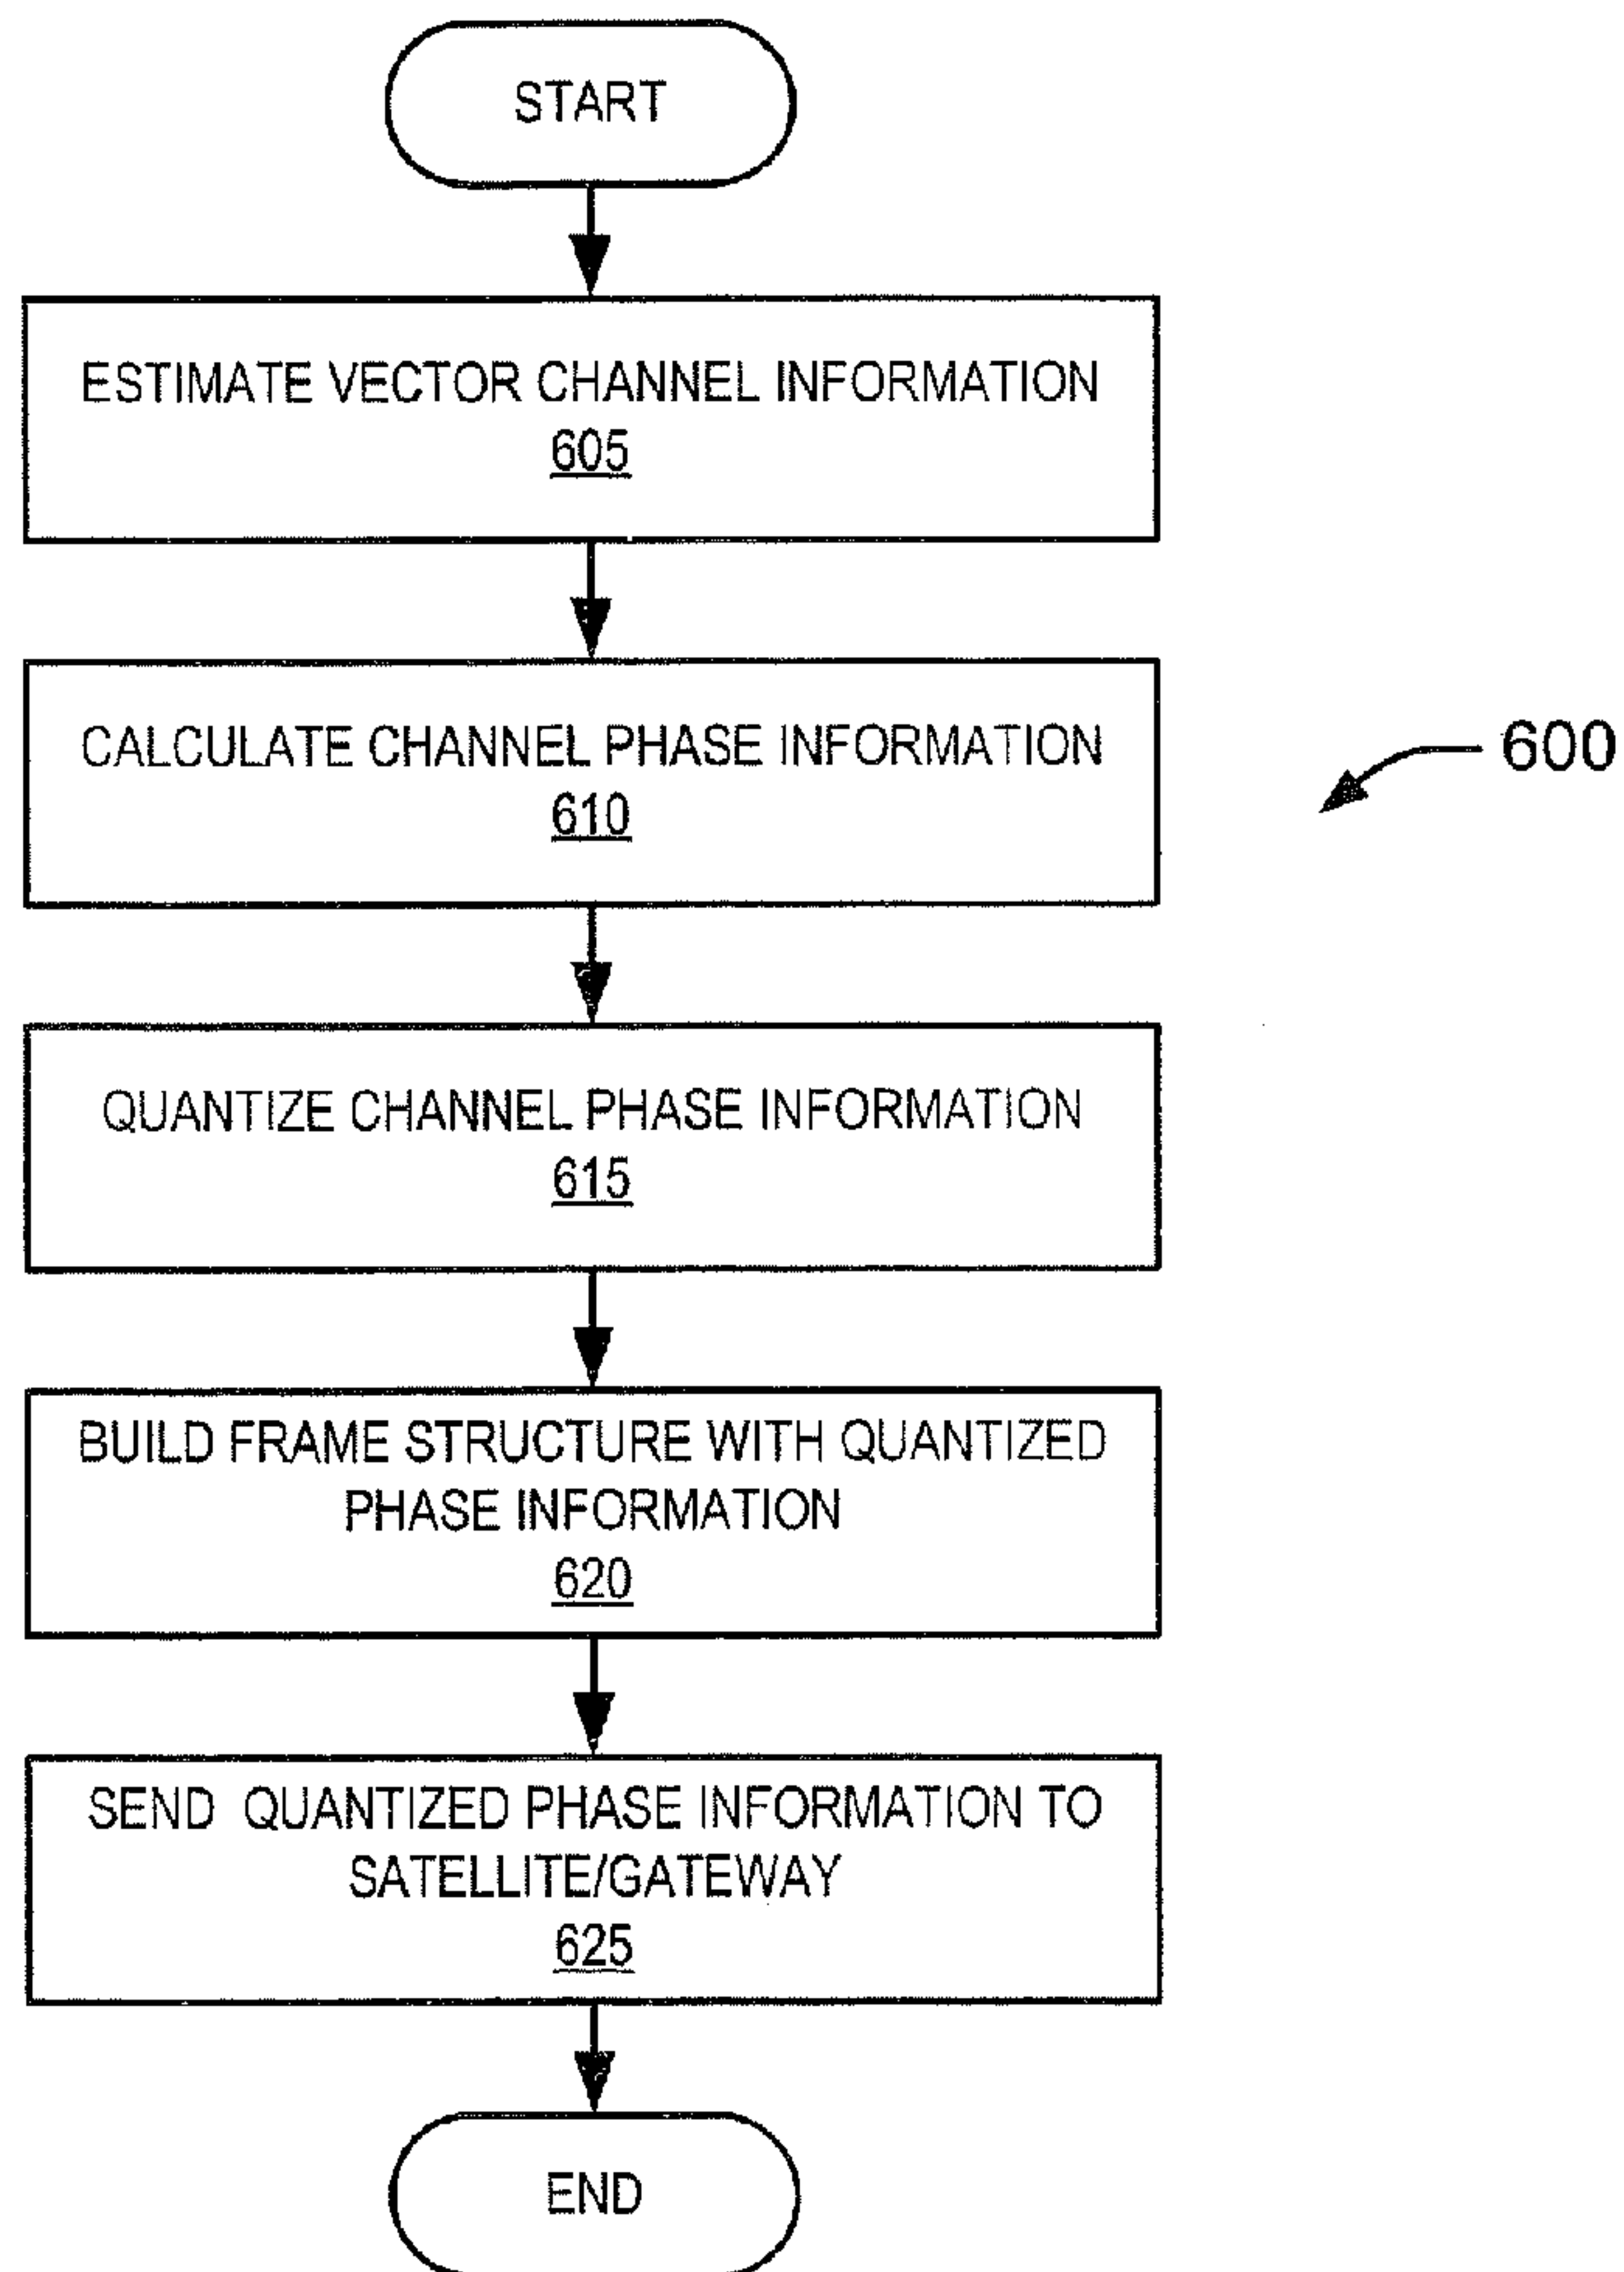 START
ESTIMATE VECTOR CHANNEL INFORMATION
605
CALCULATE CHANNEL PHASE INFORMATION
610
600
QUANTIZE CHANNEL PHASE INFORMATION
615
BUILD FRAME STRUCTURE WITH QUANTIZED
PHASE INFORMATION
620
SEND QUANTIZED PHASE INFORMATION TO
SATELLITE/GATEWAY
625
END